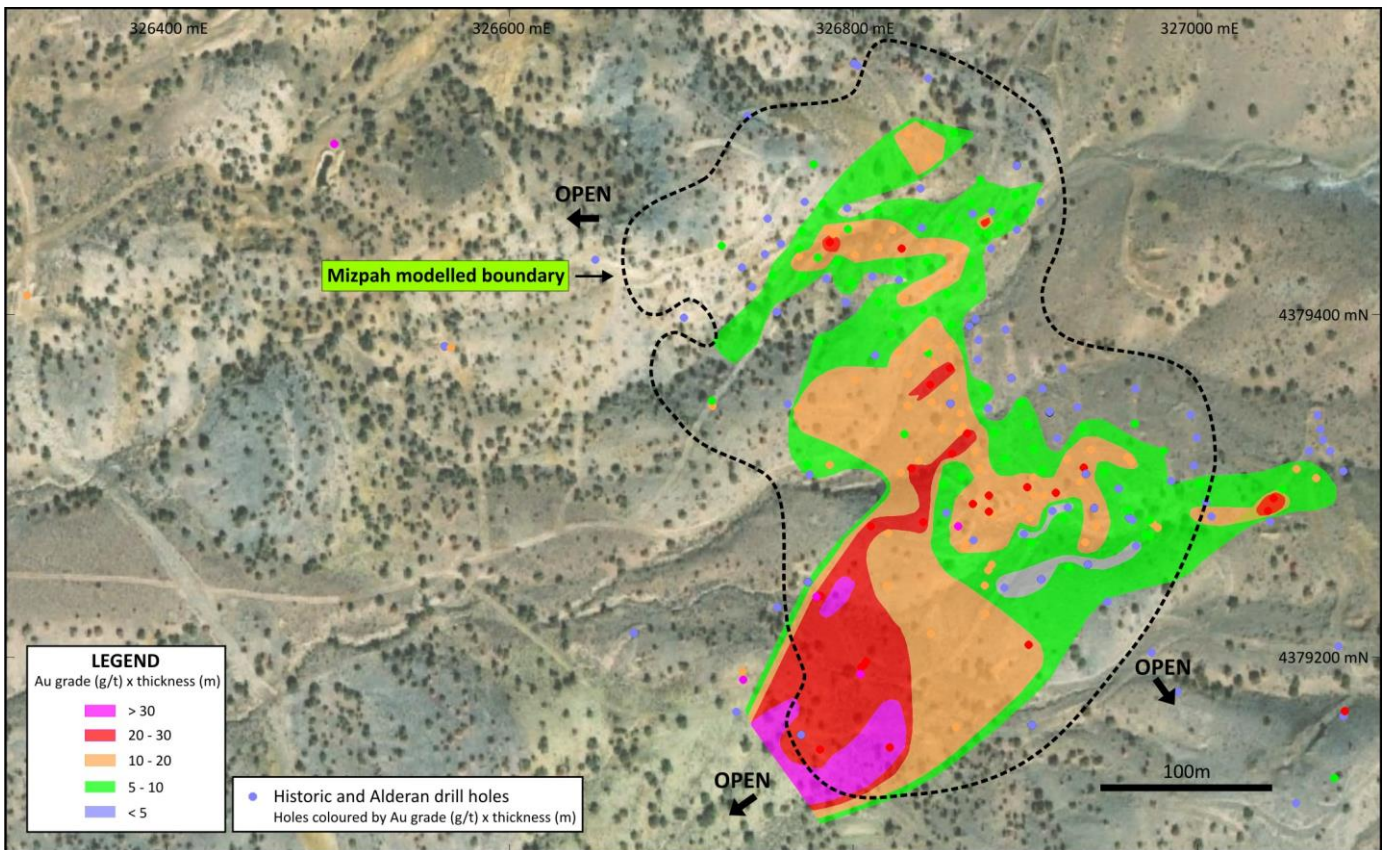 326400 mE
326600 mE
326800 mE
327000 mE
OPEN
Mizpah modelled boundary
4379400 mN
4379200 mN
OPEN
OPEN
100m
LEGEND
Au grade (g/t) x thickness (m)
> 30
20 - 30
10 - 20
5 - 10
< 5
Historic and Alderan drill holes
Holes coloured by Au grade (g/t) x thickness (m)